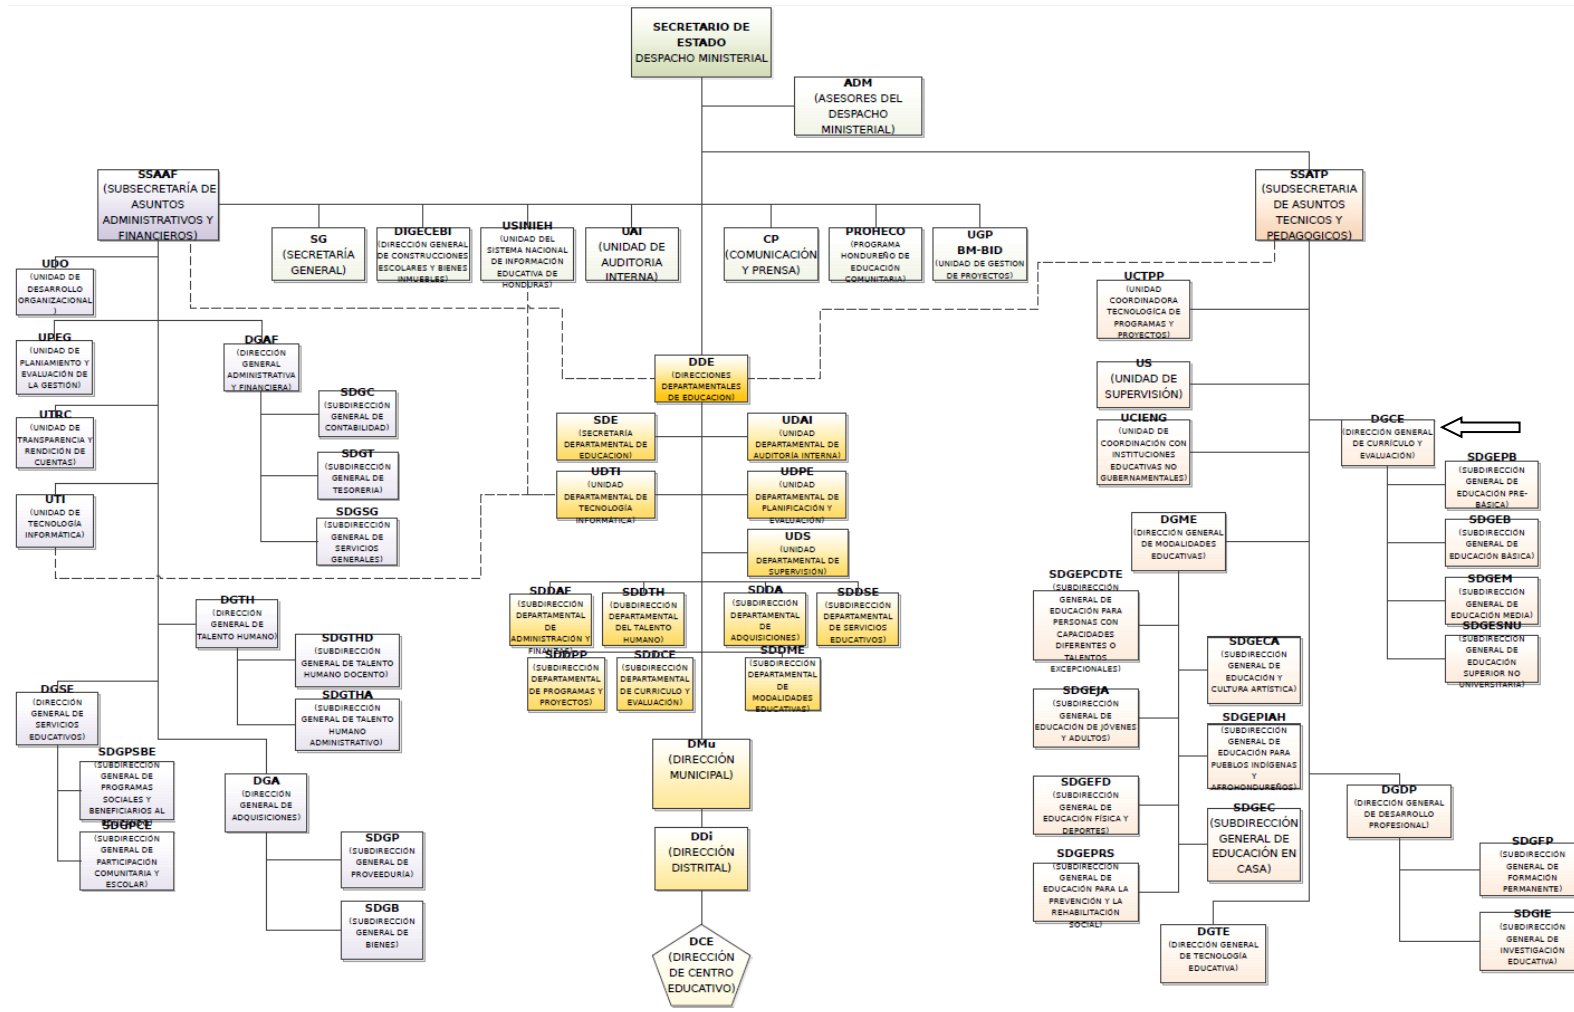 SECRETARIO DE
ESTADO
DESPACHO MINISTERIAL
ADM
(ASESORES DEL
DESPACHO
MINISTERIAL)
SSAAF
(SUBSECRETARÍA DE
ASUNTOS
ADMINISTRATIVOS Y
FINANCIEROS)
SSATP
(SUDSECRETARIA
DE ASUNTOS
TECNICOS Y
PEDAGOGICOS)
SG
(SECRETARÍA
GENERAL)
DIGECEBI
(DIRECCIÓN GENERAL
DE CONSTRUCCIONES
ESCOLARES Y BIENES
INMUEBLES)
USINIEH
(UNIDAD DEL
SISTEMA NACIONAL
DE INFORMACIÓN
EDUCATIVA DE
HONDURAS)
UAI
(UNIDAD DE
AUDITORIA
INTERNA)
CP
(COMUNICACIÓN
Y PRENSA)
PROHECO
(PROGRAMA
HONDUREÑO DE
EDUCACIÓN
COMUNITARIA)
UGP
BM-BID
(UNIDAD DE GESTION
DE PROYECTOS)
UDO
(UNIDAD DE
DESARROLLO
ORGANIZACIONAL
)
UPEG
(UNIDAD DE
PLANIAMIENTO Y
EVALUACIÓN DE
LA GESTIÓN)
UTRC
(UNIDAD DE
TRANSPARENCIA Y
RENDICIÓN DE
CUENTAS)
UTI
(UNIDAD DE
TECNOLOGÍA
INFORMÁTICA)
DGAF
(DIRECCIÓN
GENERAL
ADMINISTRATIVA
Y FINANCIERA)
SDGC
(SUBDIRECCIÓN
GENERAL DE
CONTABILIDAD)
SDGT
(SUBDIRECCIÓN
GENERAL DE
TESORERIA)
SDGSG
(SUBDIRECCIÓN
GENERAL DE
SERVICIOS
GENERALES)
DGTH
(DIRECCIÓN
GENERAL DE
TALENTO HUMANO)
SDGTHD
(SUBDIRECCIÓN
GENERAL DE TALENTO
HUMANO DOCENTO)
SDGTHA
(SUBDIRECCIÓN
GENERAL DE TALENTO
HUMANO
ADMINISTRATIVO)
DGSE
(DIRECCIÓN
GENERAL DE
SERVICIOS
EDUCATIVOS)
SDGPSBE
(SUBDIRECCIÓN
GENERAL DE
PROGRAMAS
SOCIALES Y
BENEFICIARIOS AL
SDGPCE
(SUBDIRECCIÓN
GENERAL DE
PARTICIPACIÓN
COMUNITARIA Y
ESCOLAR)
DGA
(DIRECCIÓN
GENERAL DE
ADQUISICIONES)
SDGP
(SUBDIRECCIÓN
GENERAL DE
PROVEEDURÍA)
SDGB
(SUBDIRECCIÓN
GENERAL DE
BIENES)
DDE
(DIRECCIONES
DEPARTAMENTALES
DE EDUCACION)
SDE
(SECRETARÍA
DEPARTAMENTAL DE
EDUCACION)
UDAI
(UNIDAD
DEPARTAMENTAL DE
AUDITORÍA INTERNA)
UDTI
(UNIDAD
DEPARTAMENTAL DE
TECNOLOGÍA
INFORMÁTICA)
UDPE
(UNIDAD
DEPARTAMENTAL DE
PLANIFICACIÓN Y
EVALUACIÓN)
UDS
(UNIDAD
DEPARTAMENTAL DE
SUPERVISIÓN)
SDDAF
(SUBDIRECCIÓN
DEPARTAMENTAL
DE
ADMINISTRACIÓN Y
FINANZAS)
SDDTH
(SUBDIRECCIÓN
DEPARTAMENTAL
DEL TALENTO
HUMANO)
SDDA
(SUBDIRECCIÓN
DEPARTAMENTAL
DE
ADQUISICIONES)
SDDSE
(SUBDIRECCIÓN
DEPARTAMENTAL
DE SERVICIOS
EDUCATIVOS)
SDDPP
(SUBDIRECCIÓN
DEPARTAMENTAL
DE PROGRAMAS Y
PROYECTOS)
SDDCE
(SUBDIRECCIÓN
DEPARTAMENTAL
DE CURRICULO Y
EVALUACIÓN)
SDDME
(SUBDIRECCIÓN
DEPARTAMENTAL
DE
MODALIDADES
EDUCATIVAS)
DMu
(DIRECCIÓN
MUNICIPAL)
DDi
(DIRECCIÓN
DISTRITAL)
DCE
(DIRECCIÓN
DE CENTRO
EDUCATIVO)
UCTPP
(UNIDAD
COORDINADORA
TECNOLOGÍCA DE
PROGRAMAS Y
PROYECTOS)
US
(UNIDAD DE
SUPERVISIÓN)
UCIENG
(UNIDAD DE
COORDINACIÓN CON
INSTITUCIONES
EDUCATIVAS NO
GUBERNAMENTALES)
DGCE
(DIRECCIÓN GENERAL
DE CURRÍCULO Y
EVALUACIÓN)
SDGEPB
(SUBDIRECCIÓN
GENERAL DE
EDUCACIÓN PRE-
BÁSICA)
SDGEB
(SUBDIRECCIÓN
GENERAL DE
EDUCACIÓN BÁSICA)
SDGEM
(SUBDIRECCIÓN
GENERAL DE
EDUCACIÓN MEDIA)
SDGESNU
(SUBDIRECCIÓN
GENERAL DE
EDUCACIÓN
SUPERIOR NO
UNIVERSITARIA)
DGME
(DIRECCIÓN GENERAL
DE MODALIDADES
EDUCATIVAS)
SDGEPCDTE
(SUBDIRECCIÓN
GENERAL DE
EDUCACIÓN PARA
PERSONAS CON
CAPACIDADES
DIFERENTES O
TALENTOS
EXCEPCIONALES)
SDGECA
(SUBDIRECCIÓN
GENERAL DE
EDUCACIÓN Y
CULTURA ARTÍSTICA)
SDGEJA
(SUBDIRECCIÓN
GENERAL DE
EDUCACIÓN DE JÓVENES
Y ADULTOS)
SDGEPIAH
(SUBDIRECCIÓN
GENERAL DE
EDUCACIÓN PARA
PUEBLOS INDÍGENAS
Y
AFROHONDUREÑOS)
SDGEFD
(SUBDIRECCIÓN
GENERAL DE
EDUCACIÓN FÍSICA Y
DEPORTES)
SDGEC
(SUBDIRECCIÓN
GENERAL DE
EDUCACIÓN EN
CASA)
SDGEPRS
(SUBDIRECCIÓN
GENERAL DE
EDUCACIÓN PARA LA
PREVENCIÓN Y LA
REHABILITACIÓN
SOCIAL)
DGDP
(DIRECCIÓN GENERAL
DE DESARROLLO
PROFESIONAL)
SDGFP
(SUBDIRECCIÓN
GENERAL DE
FORMACIÓN
PERMANENTE)
SDGIE
(SUBDIRECCIÓN
GENERAL DE
INVESTIGACIÓN
EDUCATIVA)
DGTE
(DIRECCIÓN GENERAL
DE TECNOLOGÍA
EDUCATIVA)